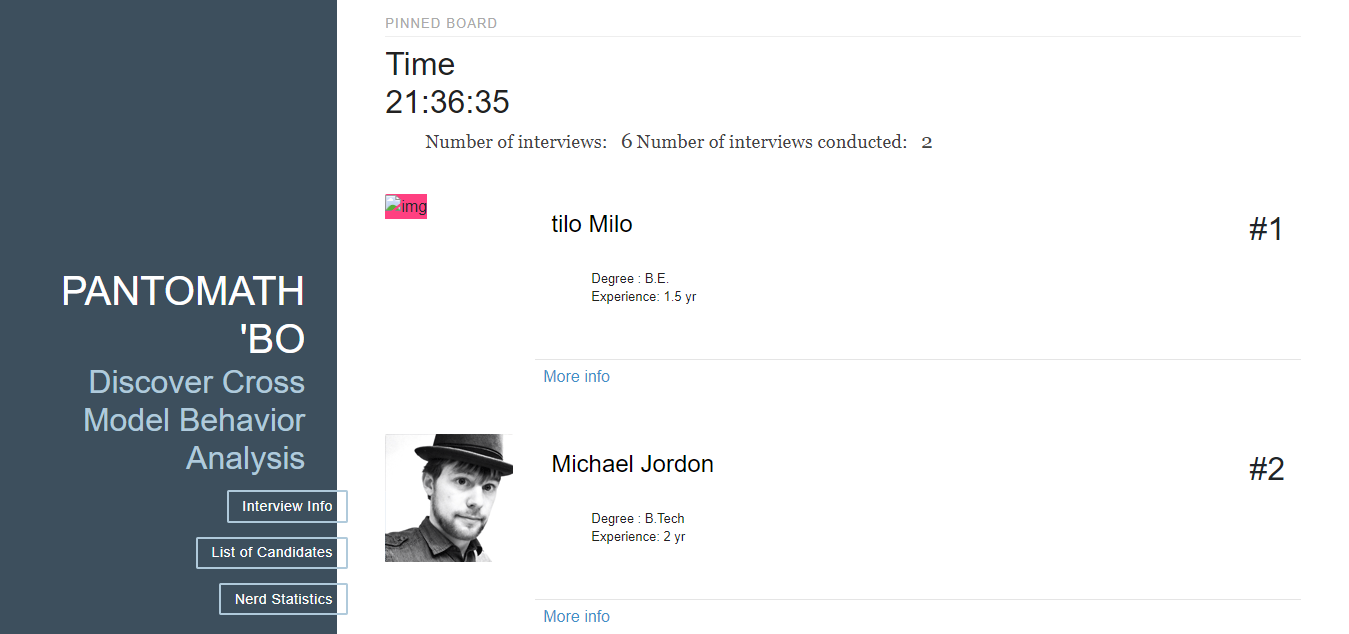 PANTOMATH
'BO
Discover Cross
Model Behavior
Analysis
Interview Info
List of Candidates
Nerd Statistics
PINNED BOARD
Time
21:36:35
Number of interviews: 6 Number of interviews conducted: 2
img
tilo Milo
#1
Degree : B.E.
Experience: 1.5 yr
More info
Michael Jordon
#2
Degree : B.Tech
Experience: 2 yr
More info